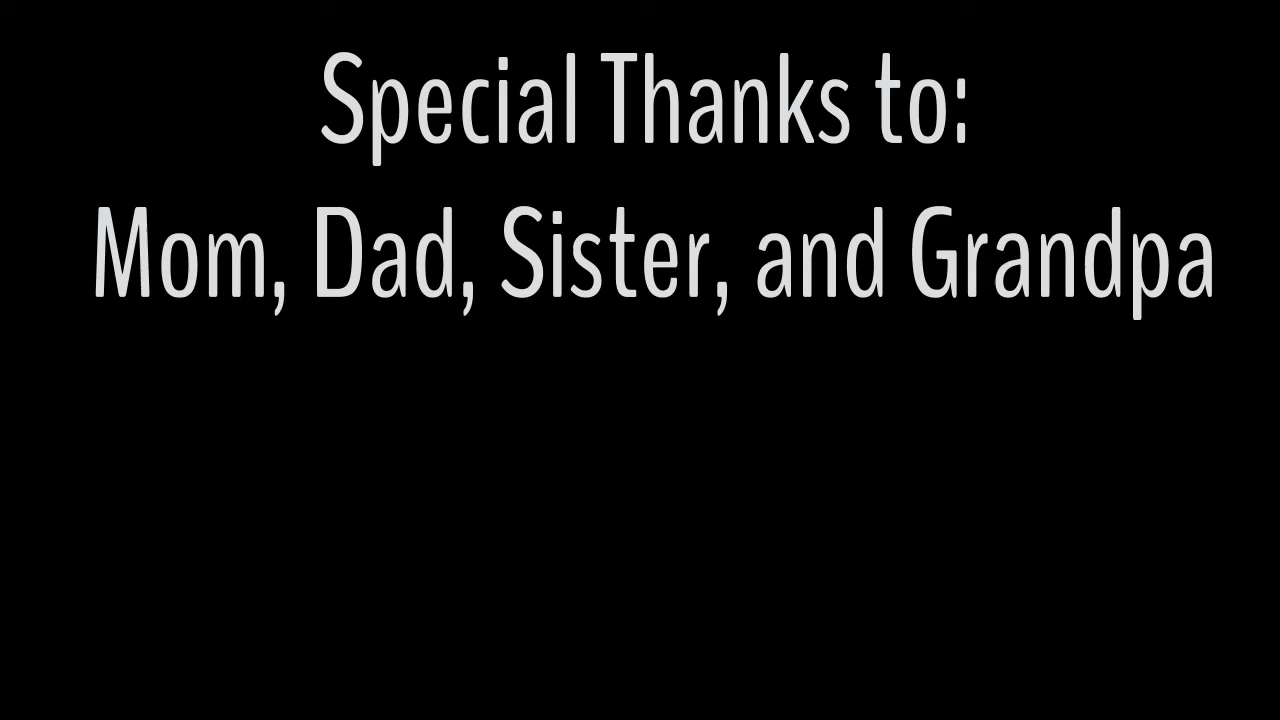 Special Thanks to:
Mom, Dad, Sister, and Grandpa